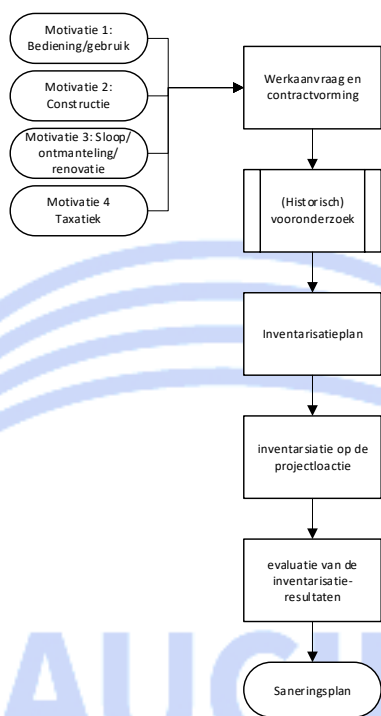 Motivatie 1:
Bediening/gebruik
Motivatie 2:
Constructie
Motivatie 3: Sloop/
ontmanteling/
renovatie
Motivatie 4
Taxatiek
Werkaanvraag en
contractvorming
(Historisch)
vooronderzoek
Inventarisatieplan
inventarsiatie op de
projectloactie
evaluatie van de
inventarisatie-
resultaten
Saneringsplan